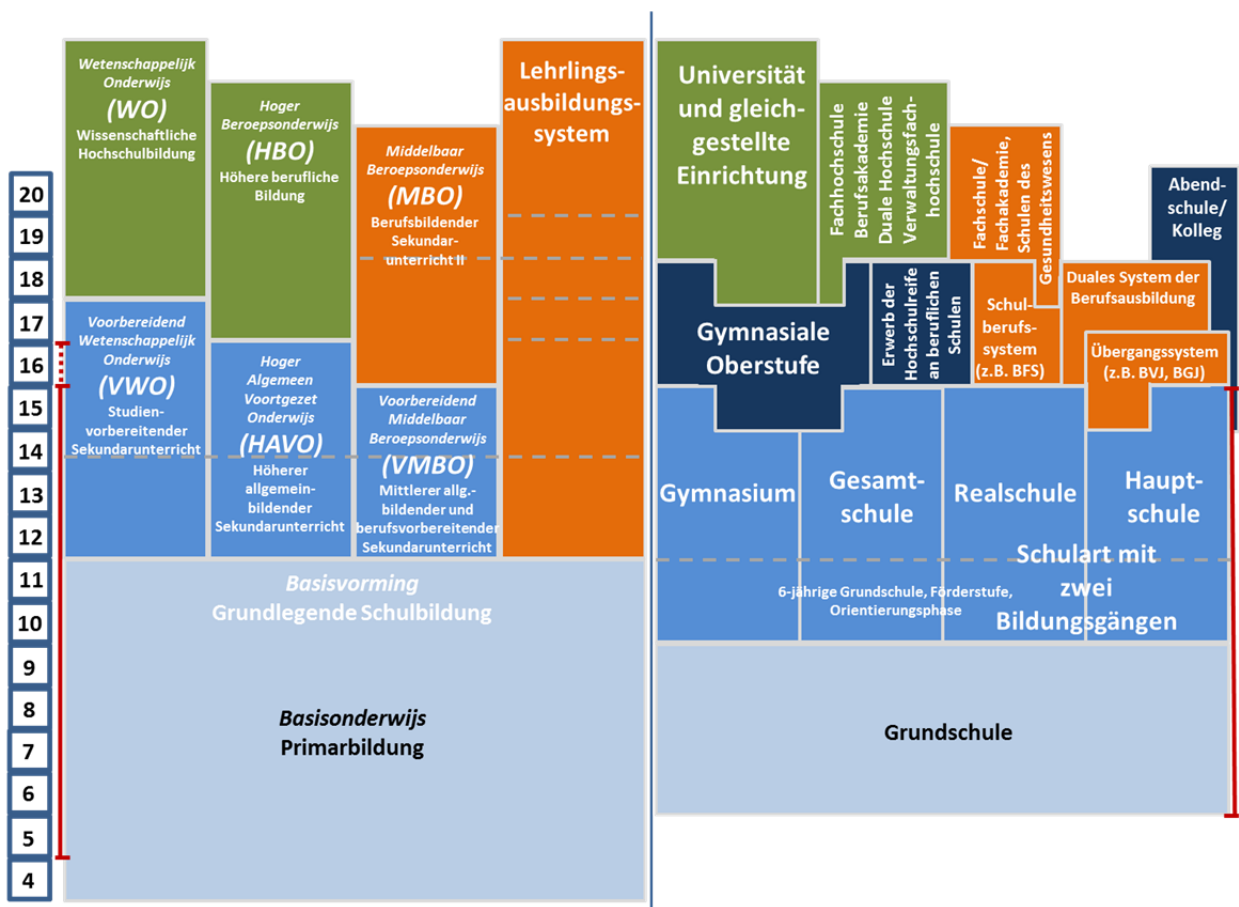 20
19
18
17
16
15
14
13
12
11
10
9
8
7
6
5
4
Wetenschappelijk
Onderwijs
(WO)
Wissenschaftliche
Hochschulbildung
Hoger
Beroepsonderwijs
(HBO)
Höhere berufliche
Bildung
Middelbaar
Beroepsonderwijs
(MBO)
Berufsbildender
Sekundar-
unterricht II
Lehrlings-
ausbildungs-
system
Voorbereidend
Wetenschappelijk
Onderwijs
(VWO)
Studien-
vorbereitender
Sekundarunterricht
Hoger
Algemeen
Voortgezet
Onderwijs
(HAVO)
Höherer
allgemein-
bildender
Sekundarunterricht
Voorbereidend
Middelbaar
Beroepsonderwijs
(VMBO)
Mittlerer allg.-
bildender und
berufsvorbereitender
Sekundarunterricht
Basisvorming
Grundlegende Schulbildung
Basisonderwijs
Primarbildung
Universität
und gleich-
gestellte
Einrichtung
Fachhochschule
Berufsakademie
Duale Hochschule
Verwaltungsfach-
hochschule
Fachschule/
Fachakademie,
Schulen des
Gesundheitswesens
Abend-
schule/
Kolleg
Gymnasiale
Oberstufe
Erwerb der
Hochschulreife
an beruflichen
Schulen
Schul-
berufs-
system
(z.B. BFS)
Duales System der
Berufsausbildung
Übergangssystem
(z.B. BVJ, BGJ)
Gymnasium
Gesamt-
schule
Realschule
Haupt-
schule
Schulart mit
zwei
Bildungsgängen
6-jährige Grundschule, Förderstufe,
Orientierungsphase
Grundschule